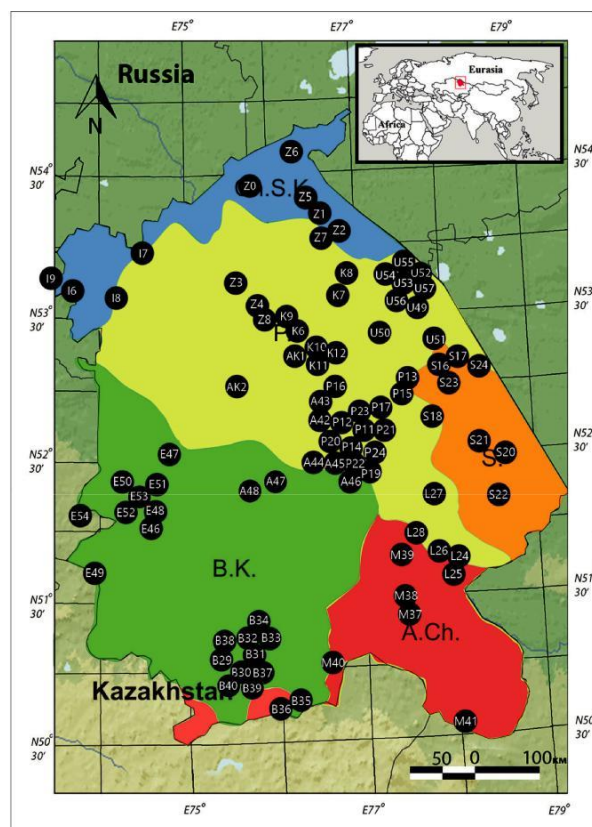 E75° E77° E79°
Russia
Eurasia
Africa
N
N54°
30'
N54°
30'
Z6
Z0
.S.K.
Z5
Z1
Z2
Z7
I7
I9
I6
I8
Z3
K8
K7
U55
U54
U52
U53
U57
U56
U49
N53°
30'
N53°
30'
Z4
Z8
K9
K6
U50
U51
K10
K12
AK1
K11
S17
S16
S24
S23
P13
P15
AK2
P16
A43
A42
P12
P23
P17
P11
P21
S18
S21
S20
S.
P20
P14
P24
A44
A45
P22
P19
A46
N52°
30'
N52°
30'
E47
E50
E53
E51
E52
E48
E46
E54
A48
A47
L27
S22
L28
M39
L26
L24
L25
E49
B.K.
M38
M37
A.Ch.
N51°
30'
N51°
30'
B34
B38
B32
B33
B29
B31
B30
B37
B40
B39
M40
Kazakhstan
B36
B35
M41
N50°
30'
N50°
30'
50 0 100 КМ
E75° E77° E79°